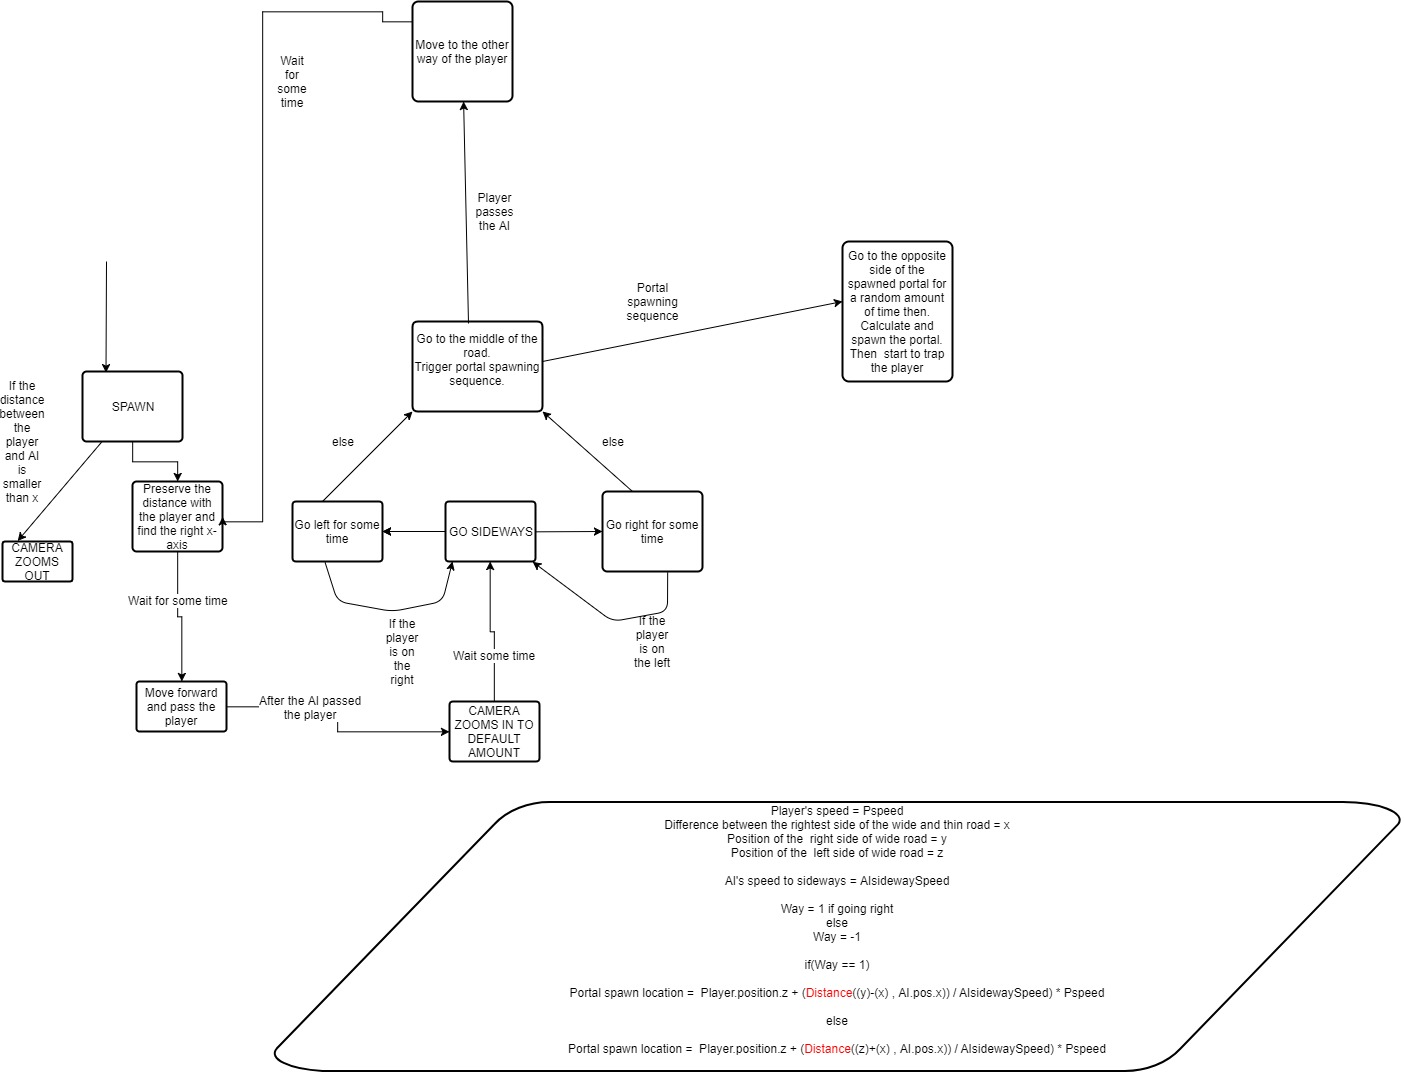 Move to the other
way of the player
Wait
for
some
time
Player
passes
the AI
Go to the opposite
side of the
spawned portal for
a random amount
of time then.
Calculate and
spawn the portal.
Then start to trap
the player
Portal
spawning
sequence
Go to the middle of the
road.
Trigger portal spawning
sequence.
If the
distance
between
the
player
and AI
is
smaller
than x
SPAWN
else
else
Preserve the
distance with
the player and
find the right x-
axis
Go left for some
time
GO SIDEWAYS
Go right for some
time
CAMERA
ZOOMS
OUT
Wait for some time
If the
player
is on
the
right
If the
player
is on
the left
Wait some time
Move forward
and pass the
player
After the AI passed
the player
CAMERA
ZOOMS IN TO
DEFAULT
AMOUNT
Player's speed = Pspeed
Difference between the rightest side of the wide and thin road = x
Position of the right side of wide road = y
Position of the left side of wide road = z
AI's speed to sideways = AIsidewaySpeed
Way = 1 if going right
else
Way = -1
if(Way == 1)
Portal spawn location = Player.position.z + (Distance((y)-(x) , AI.pos.x)) / AIsidewaySpeed) * Pspeed
else
Portal spawn location = Player.position.z + (Distance((z)+(x) , AI.pos.x)) / AIsidewaySpeed) * Pspeed